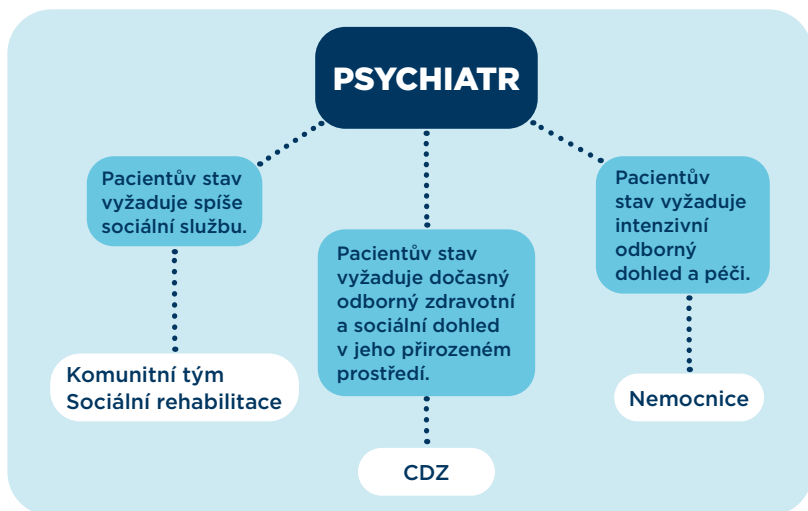 PSYCHIATR
Pacientův stav
vyžaduje spíše
sociální službu.
Komunitní tým
Sociální rehabilitace
Pacientův stav
vyžaduje dočasný
odborný zdravotní
a sociální dohled
v jeho přirozeném
prostředí.
CDZ
Pacientův
stav vyžaduje
intenzivní
odborný
dohled a péči.
Nemocnice